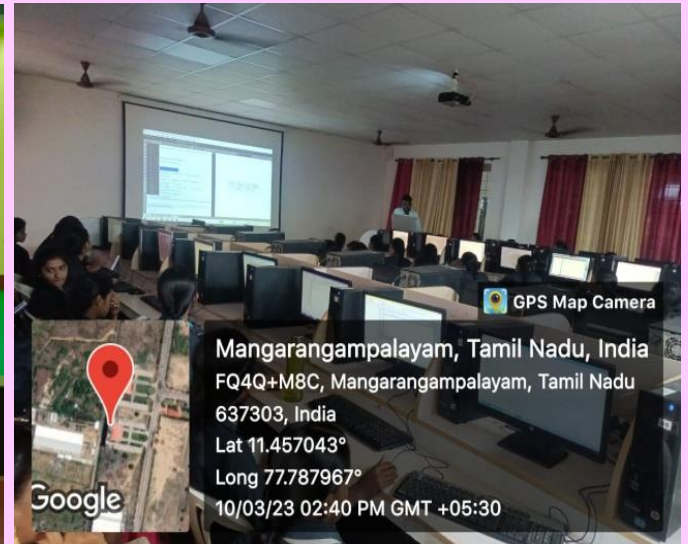 GPS Map Camera
Mangarangampalayam, Tamil Nadu, India
FQ4Q+M8C, Mangarangampalayam, Tamil Nadu
637303, India
Lat 11.457043°
Long 77.787967°
10/03/23 02:40 PM GMT +05:30
Google